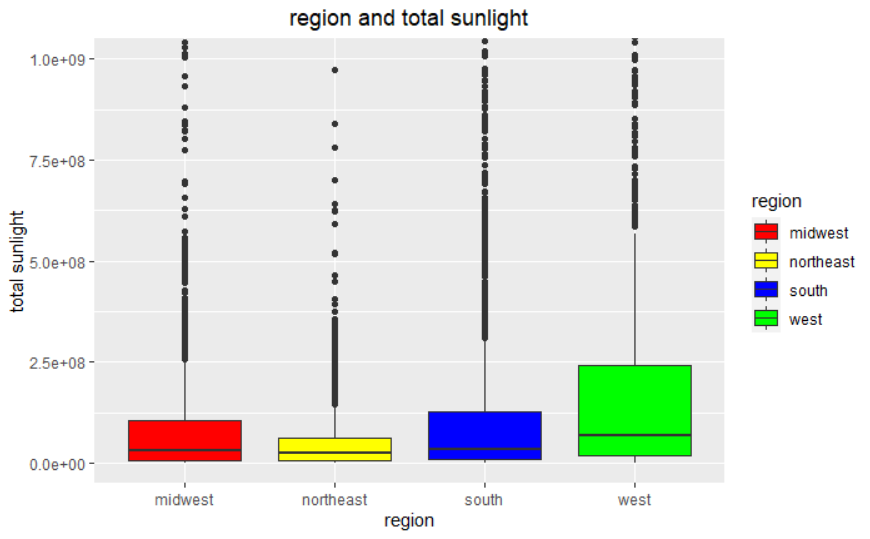 region and total sunlight
1.0e+09
7.5e+08
5.0e+08
2.5e+08
0.0e+00
total sunlight
midwest northeast south west
region
region
midwest
northeast
south
west